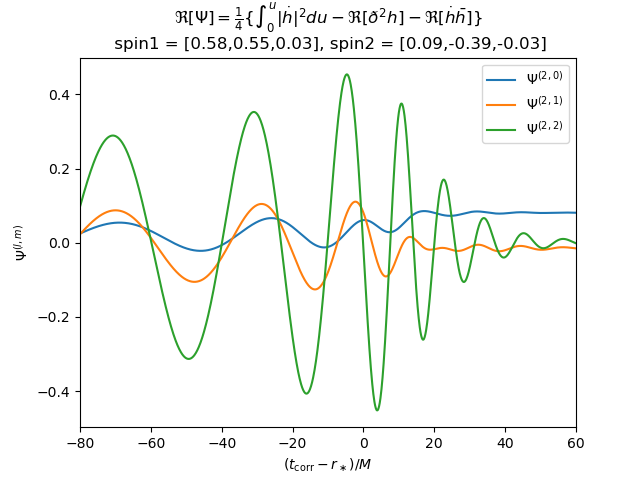 ℜ[Ψ] = 1/4{∫₀ᵘ|ḣ|²du − ℜ[ð²h] − ℜ[ḣh̄]}
spin1 = [0.58,0.55,0.03], spin2 = [0.09,-0.39,-0.03]
Ψ^(2,0)
Ψ^(2,1)
Ψ^(2,2)
0.4
0.2
0.0
−0.2
−0.4
Ψ^(l,m)
−80 −60 −40 −20 0 20 40 60
(t_corr − r_*)/M